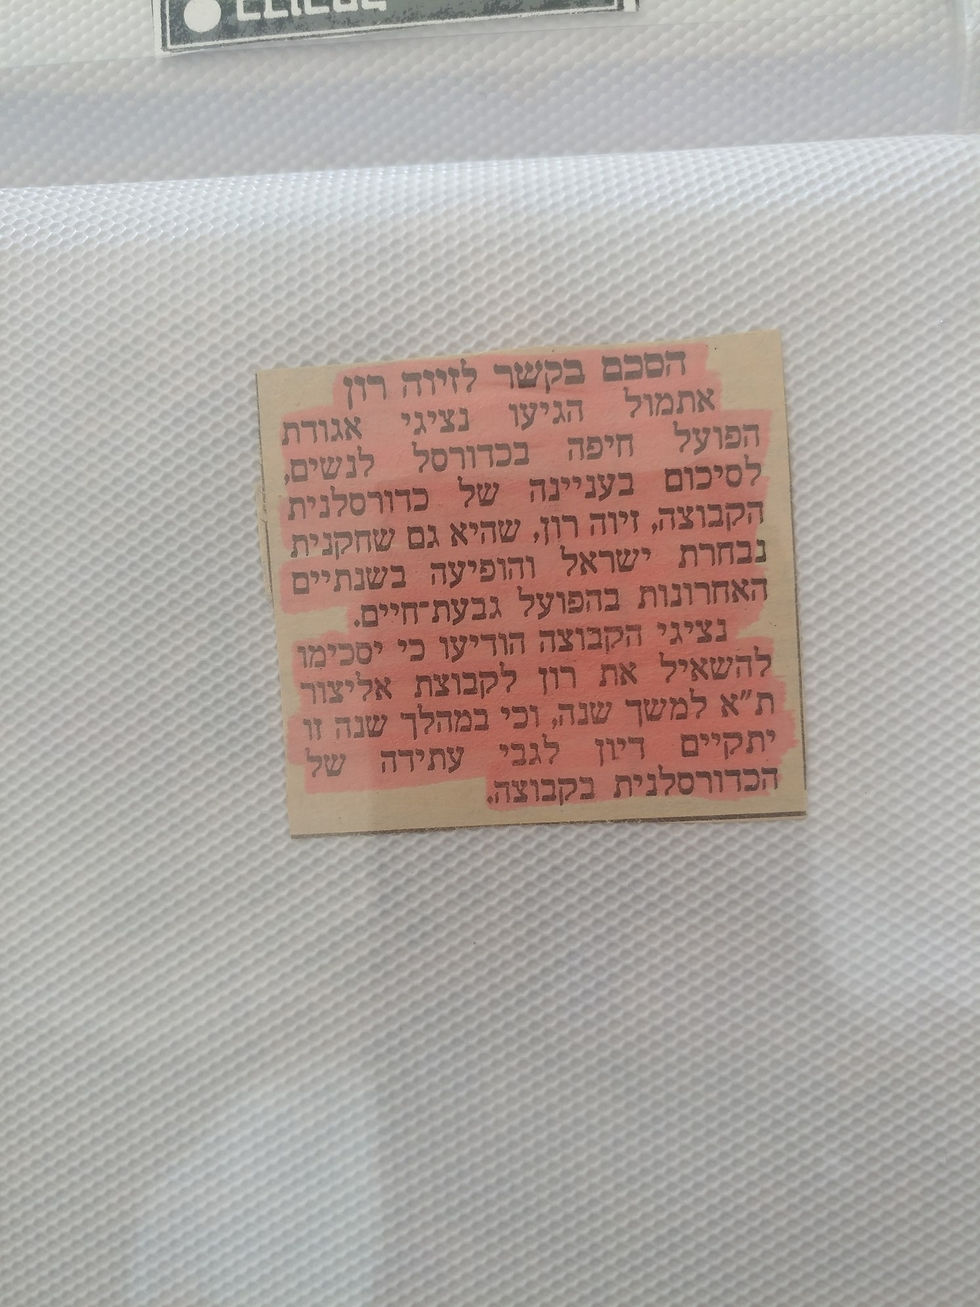 הסכם בקשר לזיוה רון
אתמול הגיעו נציגי אגודת
הפועל חיפה בכדורסל לנשים,
לסיכום בעניינה של כדורסלנית
הקבוצה, זיוה רון, שהיא גם שחקנית
נבחרת ישראל והופיעה בשנתיים
האחרונות בהפועל גבעת־חיים.
נציגי הקבוצה הודיעו כי יסכימו
להשאיל את רון לקבוצת אליצור
ת״א למשך שנה, וכי במהלך שנה זו
יתקיים דיון לגבי עתידה של
הכדורסלנית בקבוצה.